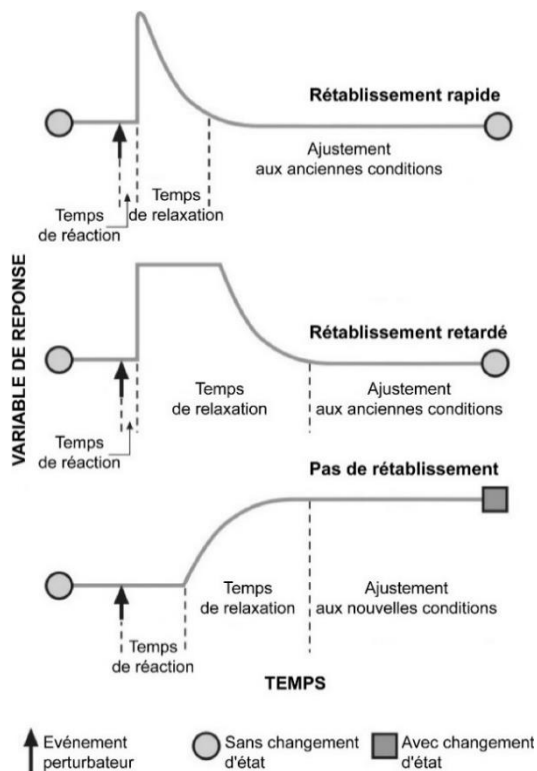 Rétablissement rapide
Ajustement
aux anciennes conditions
Temps
de réaction
Temps
de relaxation
VARIABLE DE REPONSE
Rétablissement retardé
Temps
de relaxation
Ajustement
aux anciennes conditions
Temps
de réaction
Pas de rétablissement
Temps
de relaxation
Ajustement
aux nouvelles conditions
Temps
de réaction
TEMPS
Evénement
perturbateur
Sans changement
d'état
Avec changement
d'état